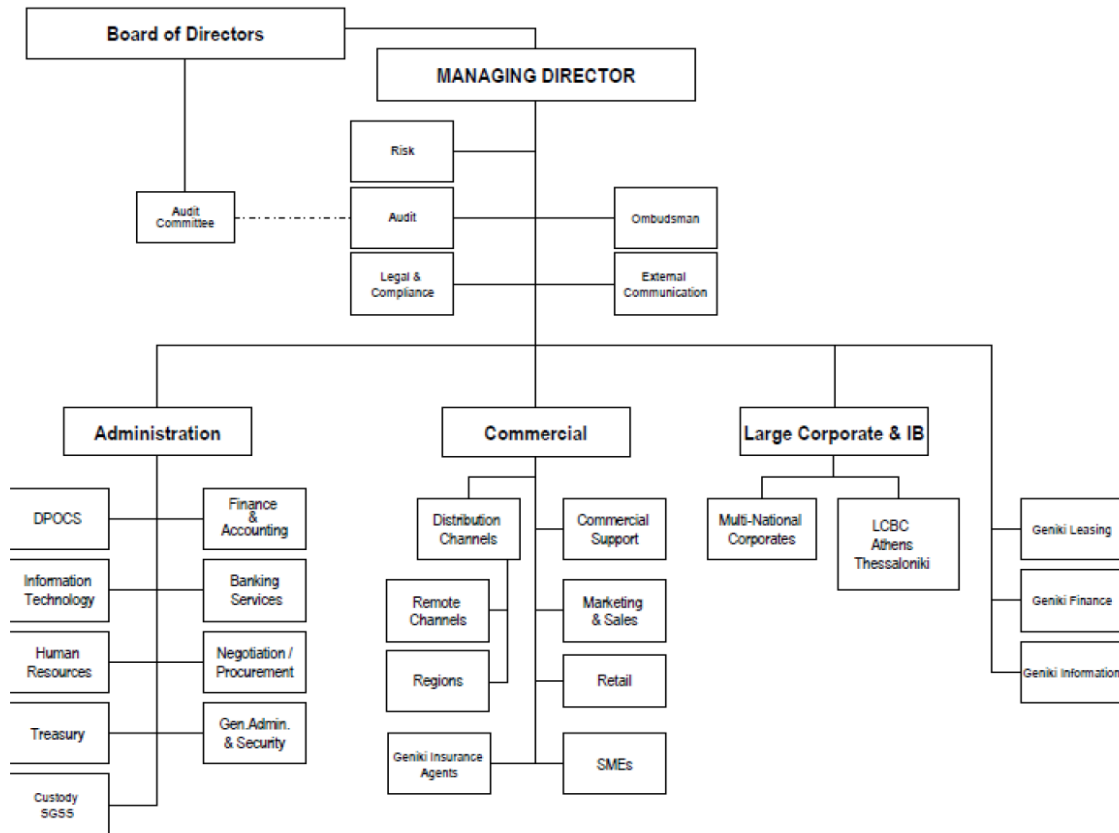 Board of Directors
MANAGING DIRECTOR
Risk
Audit
Committee
Audit
Ombudsman
Legal &
Compliance
External
Communication
Administration
Commercial
Large Corporate & IB
DPOCS
Finance
&
Accounting
Distribution
Channels
Commercial
Support
Multi-National
Corporates
LCBC
Athens
Thessaloniki
Geniki Leasing
Information
Technology
Banking
Services
Remote
Channels
Marketing
& Sales
Geniki Finance
Human
Resources
Negotiation /
Procurement
Regions
Retail
Geniki Information
Treasury
Gen.Admin.
& Security
Geniki Insurance
Agents
SMEs
Custody
SGSS